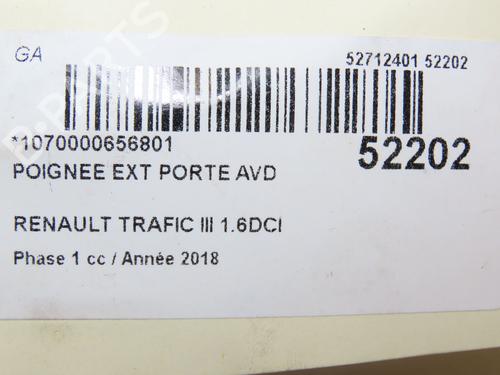 GA
52712401 52202
*1070000656801
52202
POIGNEE EXT PORTE AVD
RENAULT TRAFIC III 1.6DCI
Phase 1 cc / Année 2018
B-PARTS